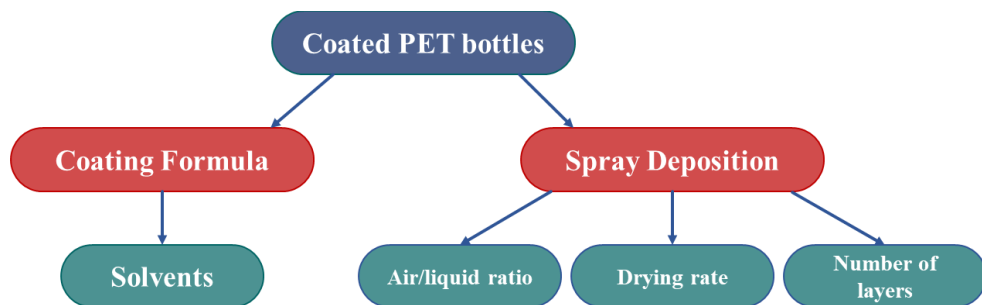 Coated PET bottles
Coating Formula
Spray Deposition
Solvents
Air/liquid ratio
Drying rate
Number of
layers